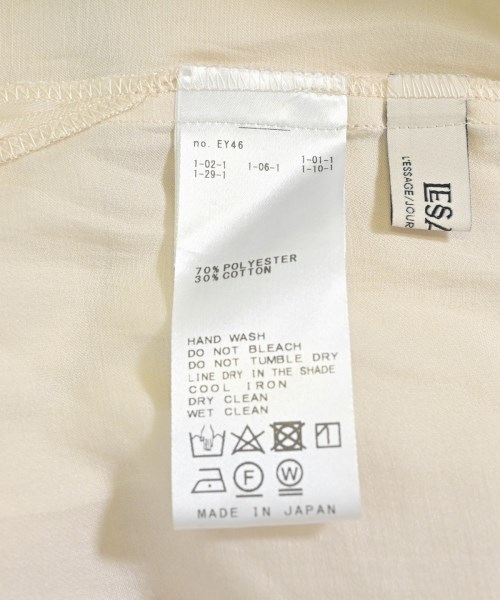 no. EY46
1-02-1 1-06-1 1-01-1
1-29-1 1-10-1
70% POLYESTER
30% COTTON
HAND WASH
DO NOT BLEACH
DO NOT TUMBLE DRY
LINE DRY IN THE SHADE
COOL IRON
DRY CLEAN
WET CLEAN
F W
MADE IN JAPAN
LESA
L'ESSAGE/JOUR